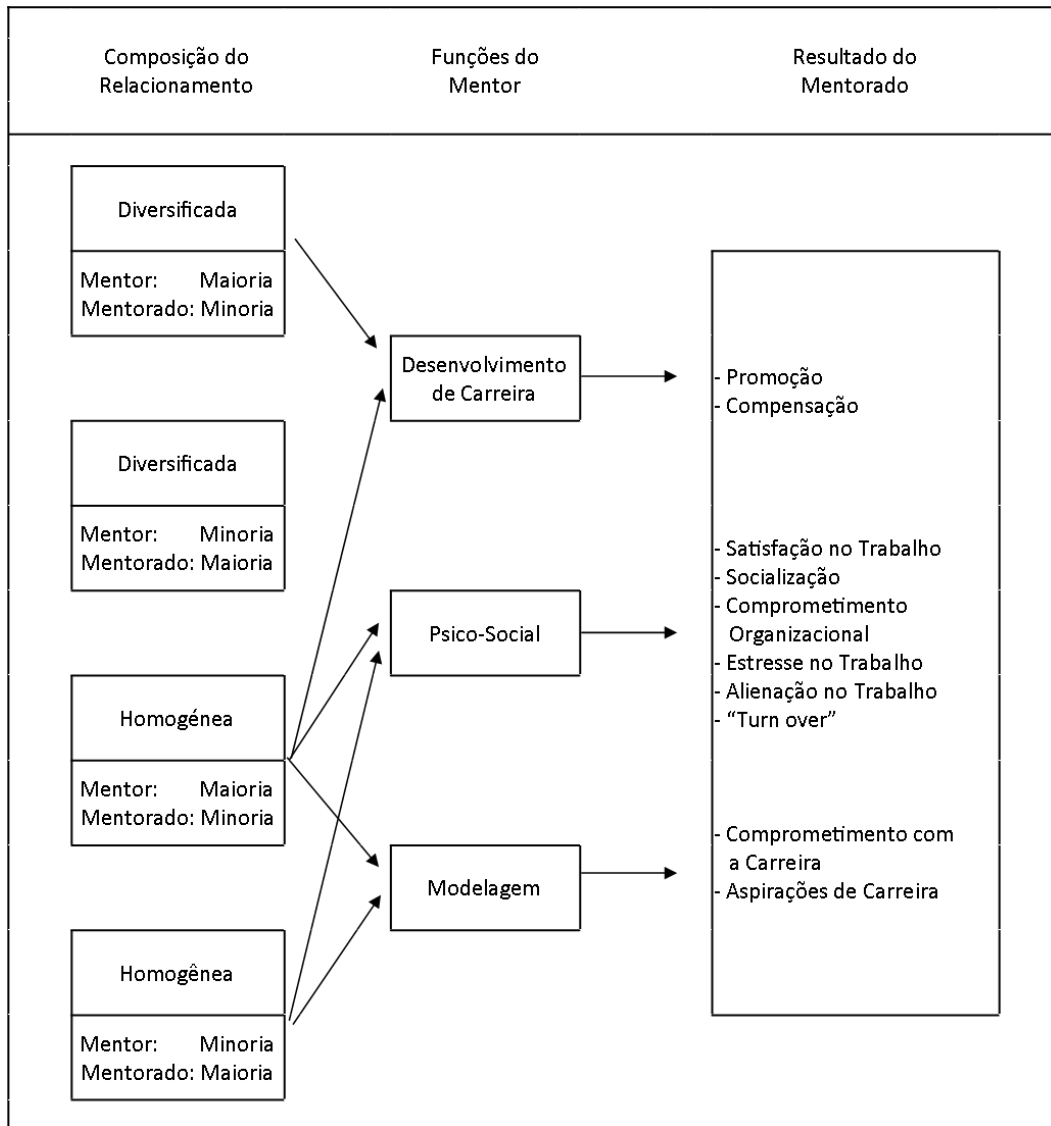 Composição do
Relacionamento
Funções do
Mentor
Resultado do
Mentorado
Diversificada
Mentor: Maioria
Mentorado: Minoria
Diversificada
Mentor: Minoria
Mentorado: Maioria
Homogénea
Mentor: Maioria
Mentorado: Minoria
Homogênea
Mentor: Minoria
Mentorado: Maioria
Desenvolvimento
de Carreira
Psico-Social
Modelagem
- Promoção
- Compensação
- Satisfação no Trabalho
- Socialização
- Comprometimento
Organizacional
- Estresse no Trabalho
- Alienação no Trabalho
- “Turn over”
- Comprometimento com
a Carreira
- Aspirações de Carreira